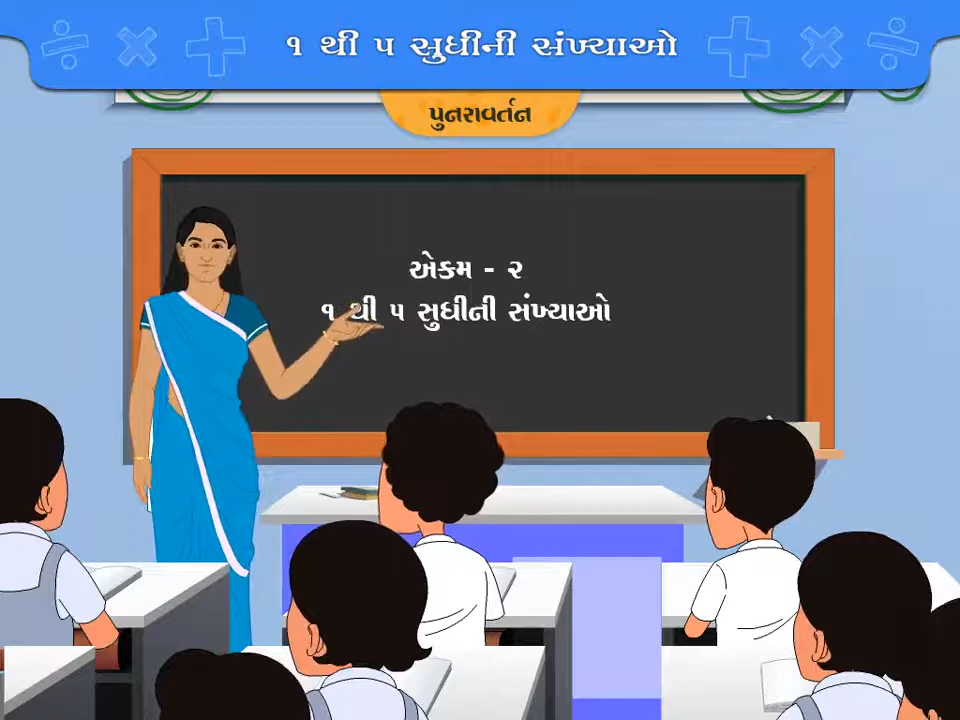 ૧ થી ૫ સુધીની સંખ્યાઓ
પુનરાવર્તન
એકમ - ૨
૧ થી ૫ સુધીની સંખ્યાઓ